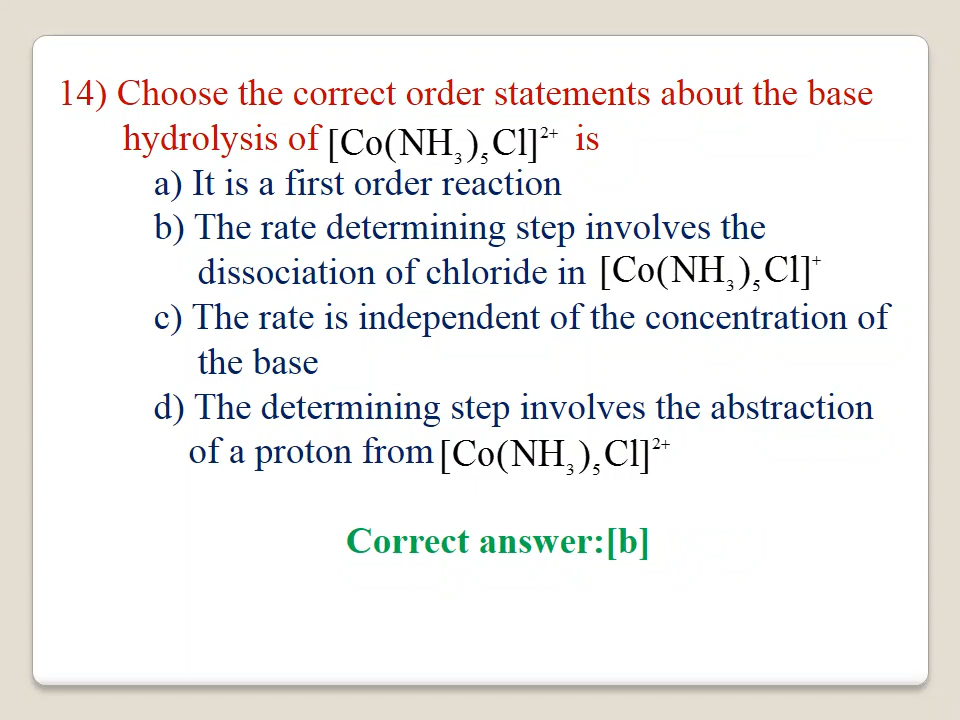 14) Choose the correct order statements about the base
hydrolysis of [Co(NH₃)₅Cl]²⁺ is
a) It is a first order reaction
b) The rate determining step involves the
dissociation of chloride in [Co(NH₃)₅Cl]⁺
c) The rate is independent of the concentration of
the base
d) The determining step involves the abstraction
of a proton from [Co(NH₃)₅Cl]²⁺
Correct answer:[b]